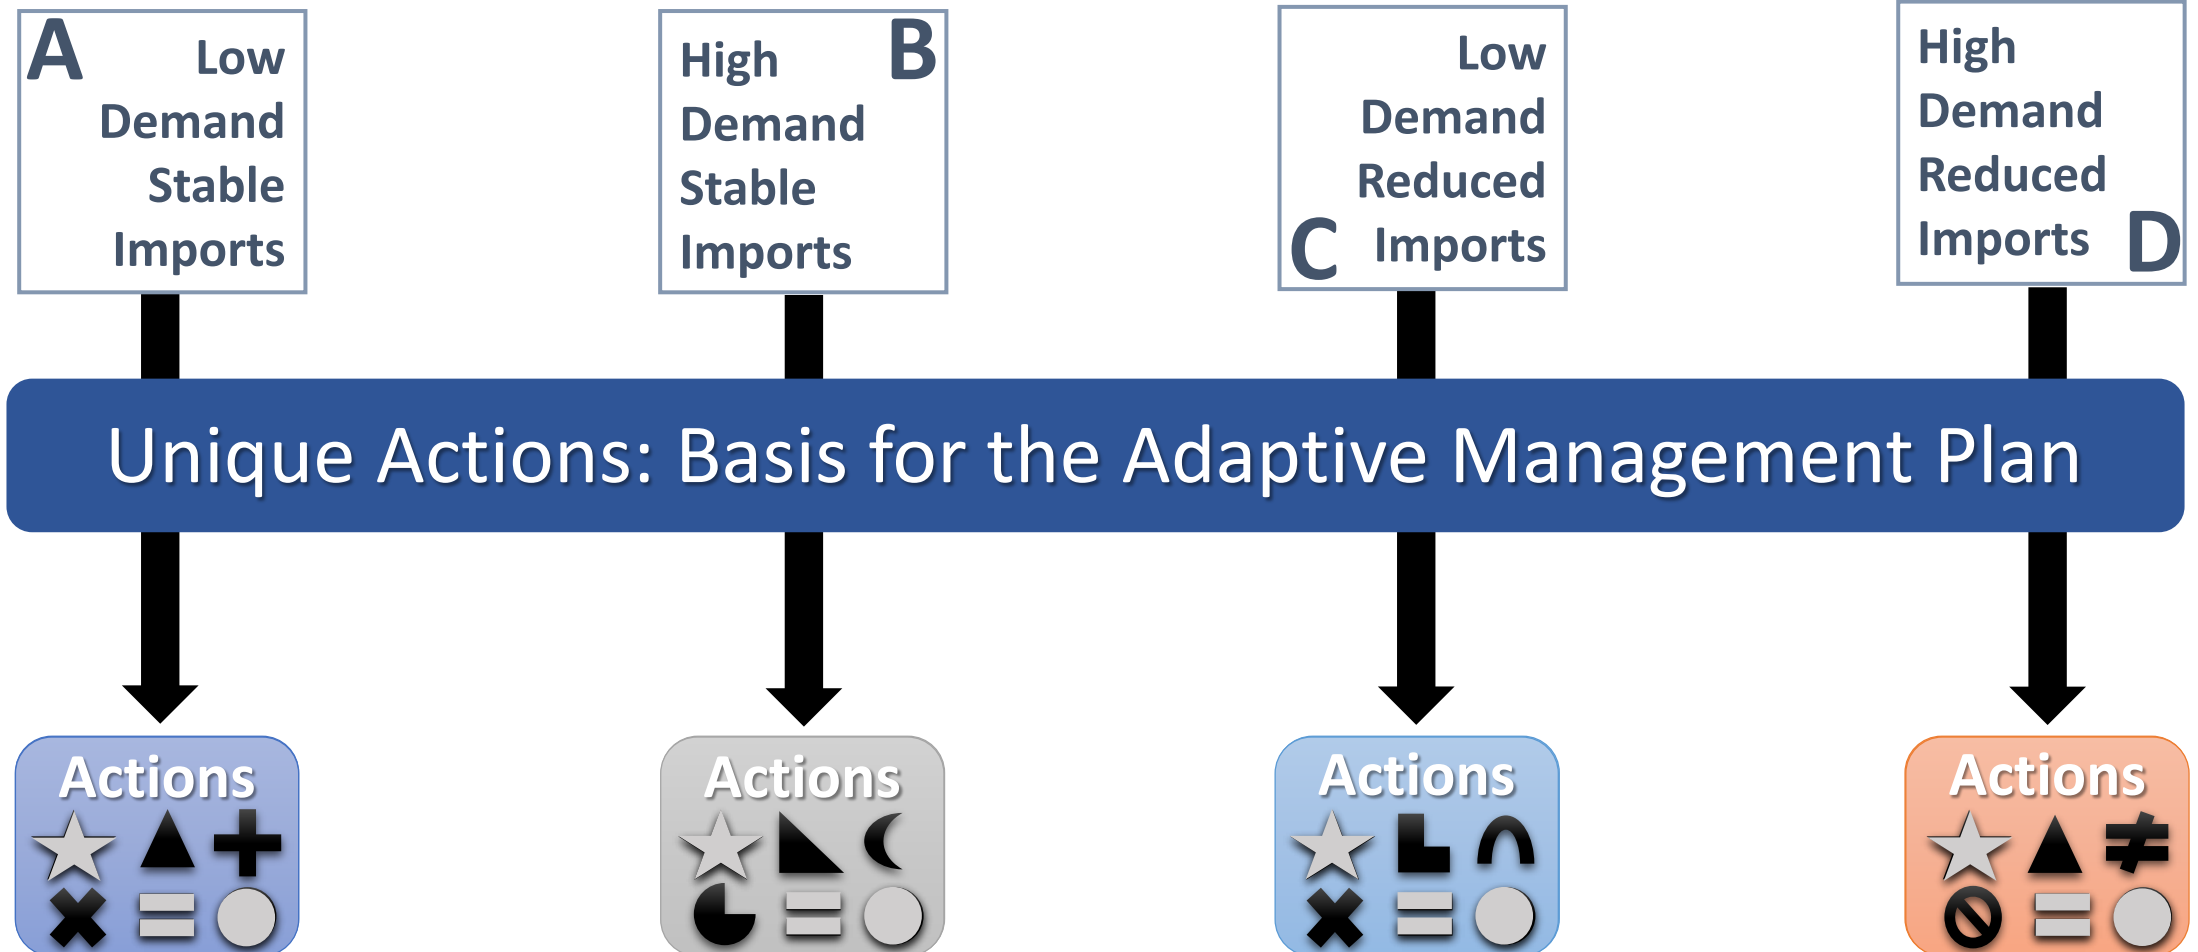 A
Low
Demand
Stable
Imports
B
High
Demand
Stable
Imports
C
Low
Demand
Reduced
Imports
D
High
Demand
Reduced
Imports
Unique Actions: Basis for the Adaptive Management Plan
Actions
Actions
Actions
Actions